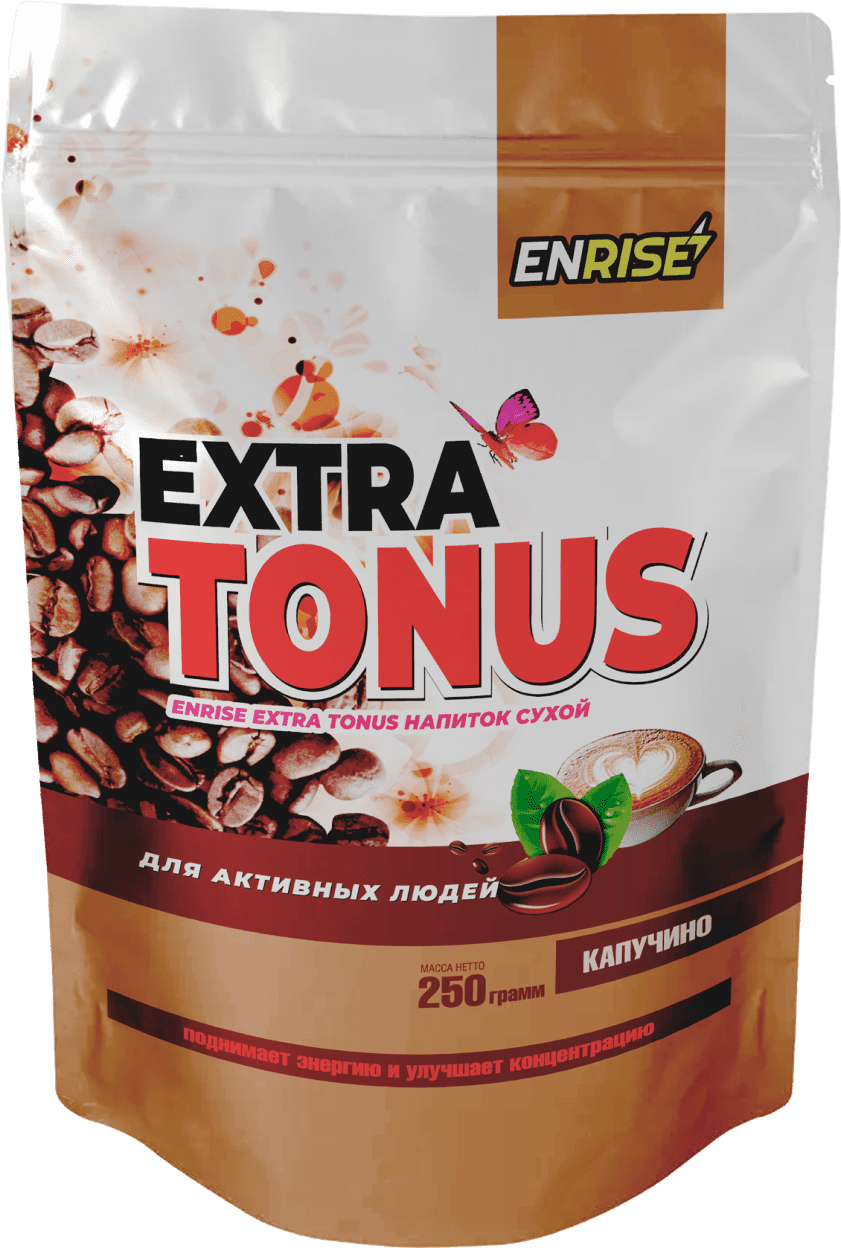 ENRISE
EXTRA
TONUS
ENRISE EXTRA TONUS НАПИТОК СУХОЙ
ДЛЯ АКТИВНЫХ ЛЮДЕЙ
КАПУЧИНО
МАССА НЕТТО
250 грамм
поднимает энергию и улучшает концентрацию